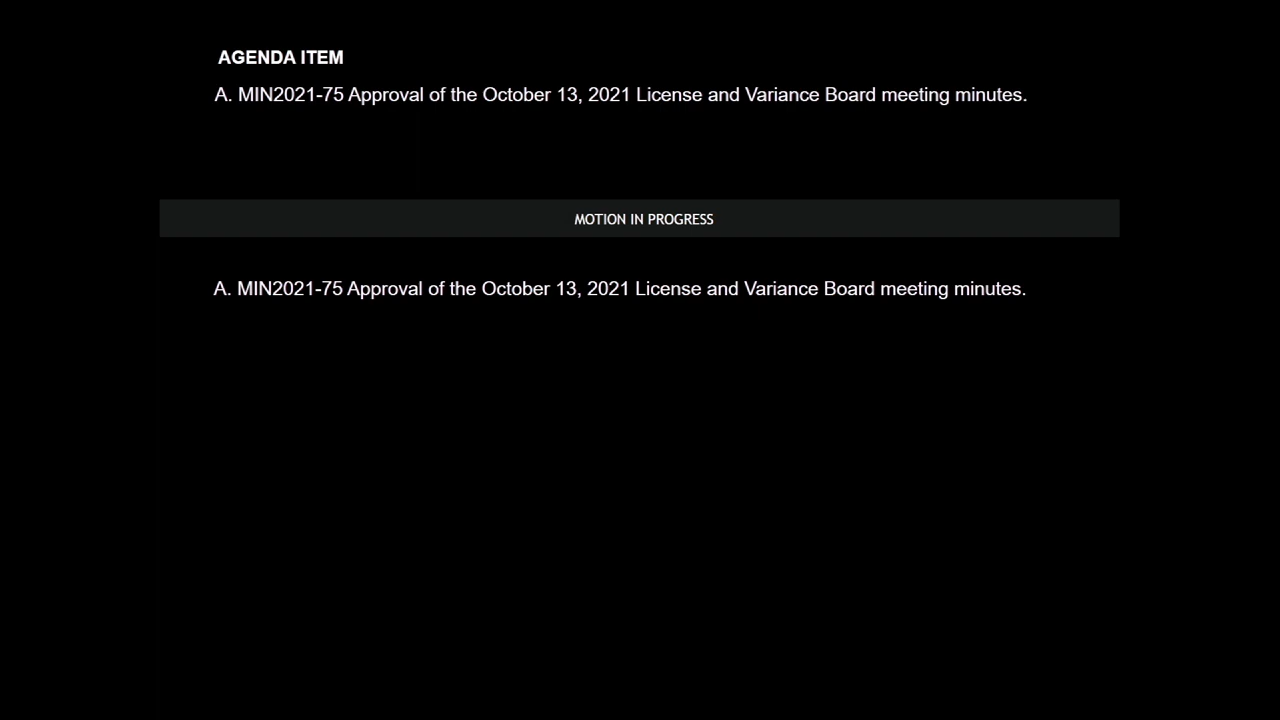 AGENDA ITEM
A. MIN2021-75 Approval of the October 13, 2021 License and Variance Board meeting minutes.
MOTION IN PROGRESS
A. MIN2021-75 Approval of the October 13, 2021 License and Variance Board meeting minutes.